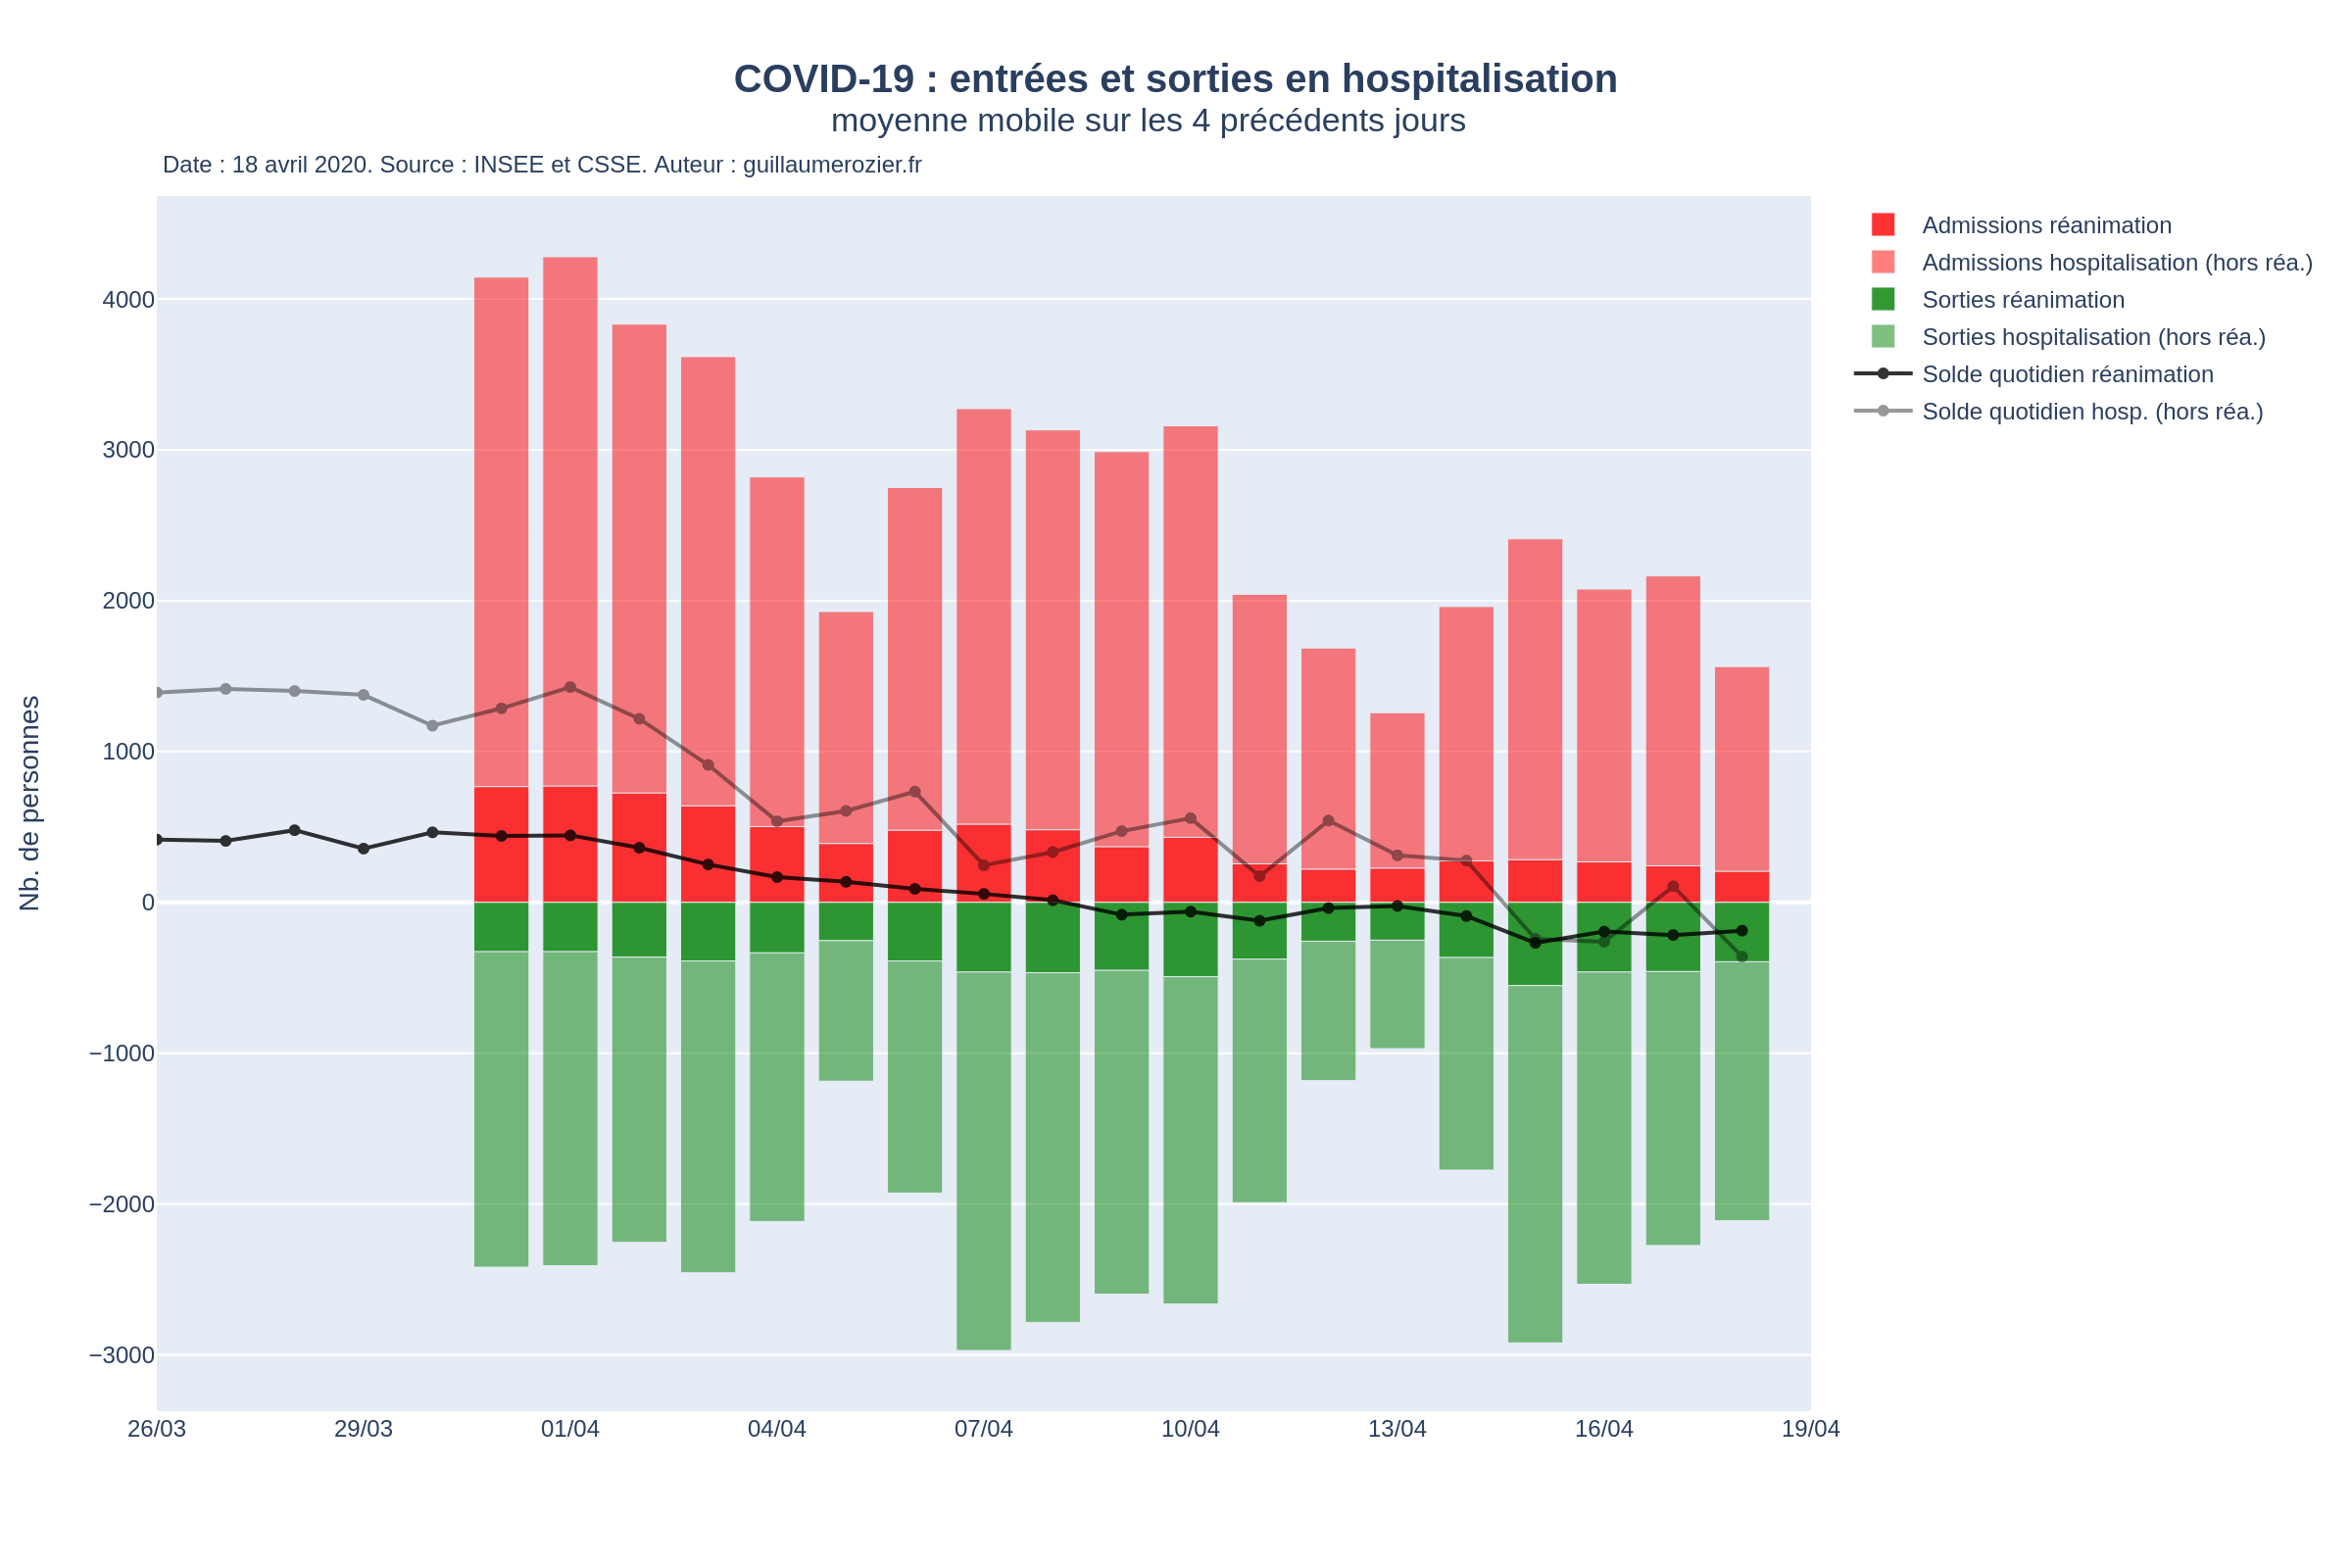 COVID-19 : entrées et sorties en hospitalisation
moyenne mobile sur les 4 précédents jours
Date : 18 avril 2020. Source : INSEE et CSSE. Auteur : guillaumerozier.fr
Admissions réanimation
Admissions hospitalisation (hors réa.)
Sorties réanimation
Sorties hospitalisation (hors réa.)
Solde quotidien réanimation
Solde quotidien hosp. (hors réa.)
Nb. de personnes
4000
3000
2000
1000
0
−1000
−2000
−3000
26/03 29/03 01/04 04/04 07/04 10/04 13/04 16/04 19/04